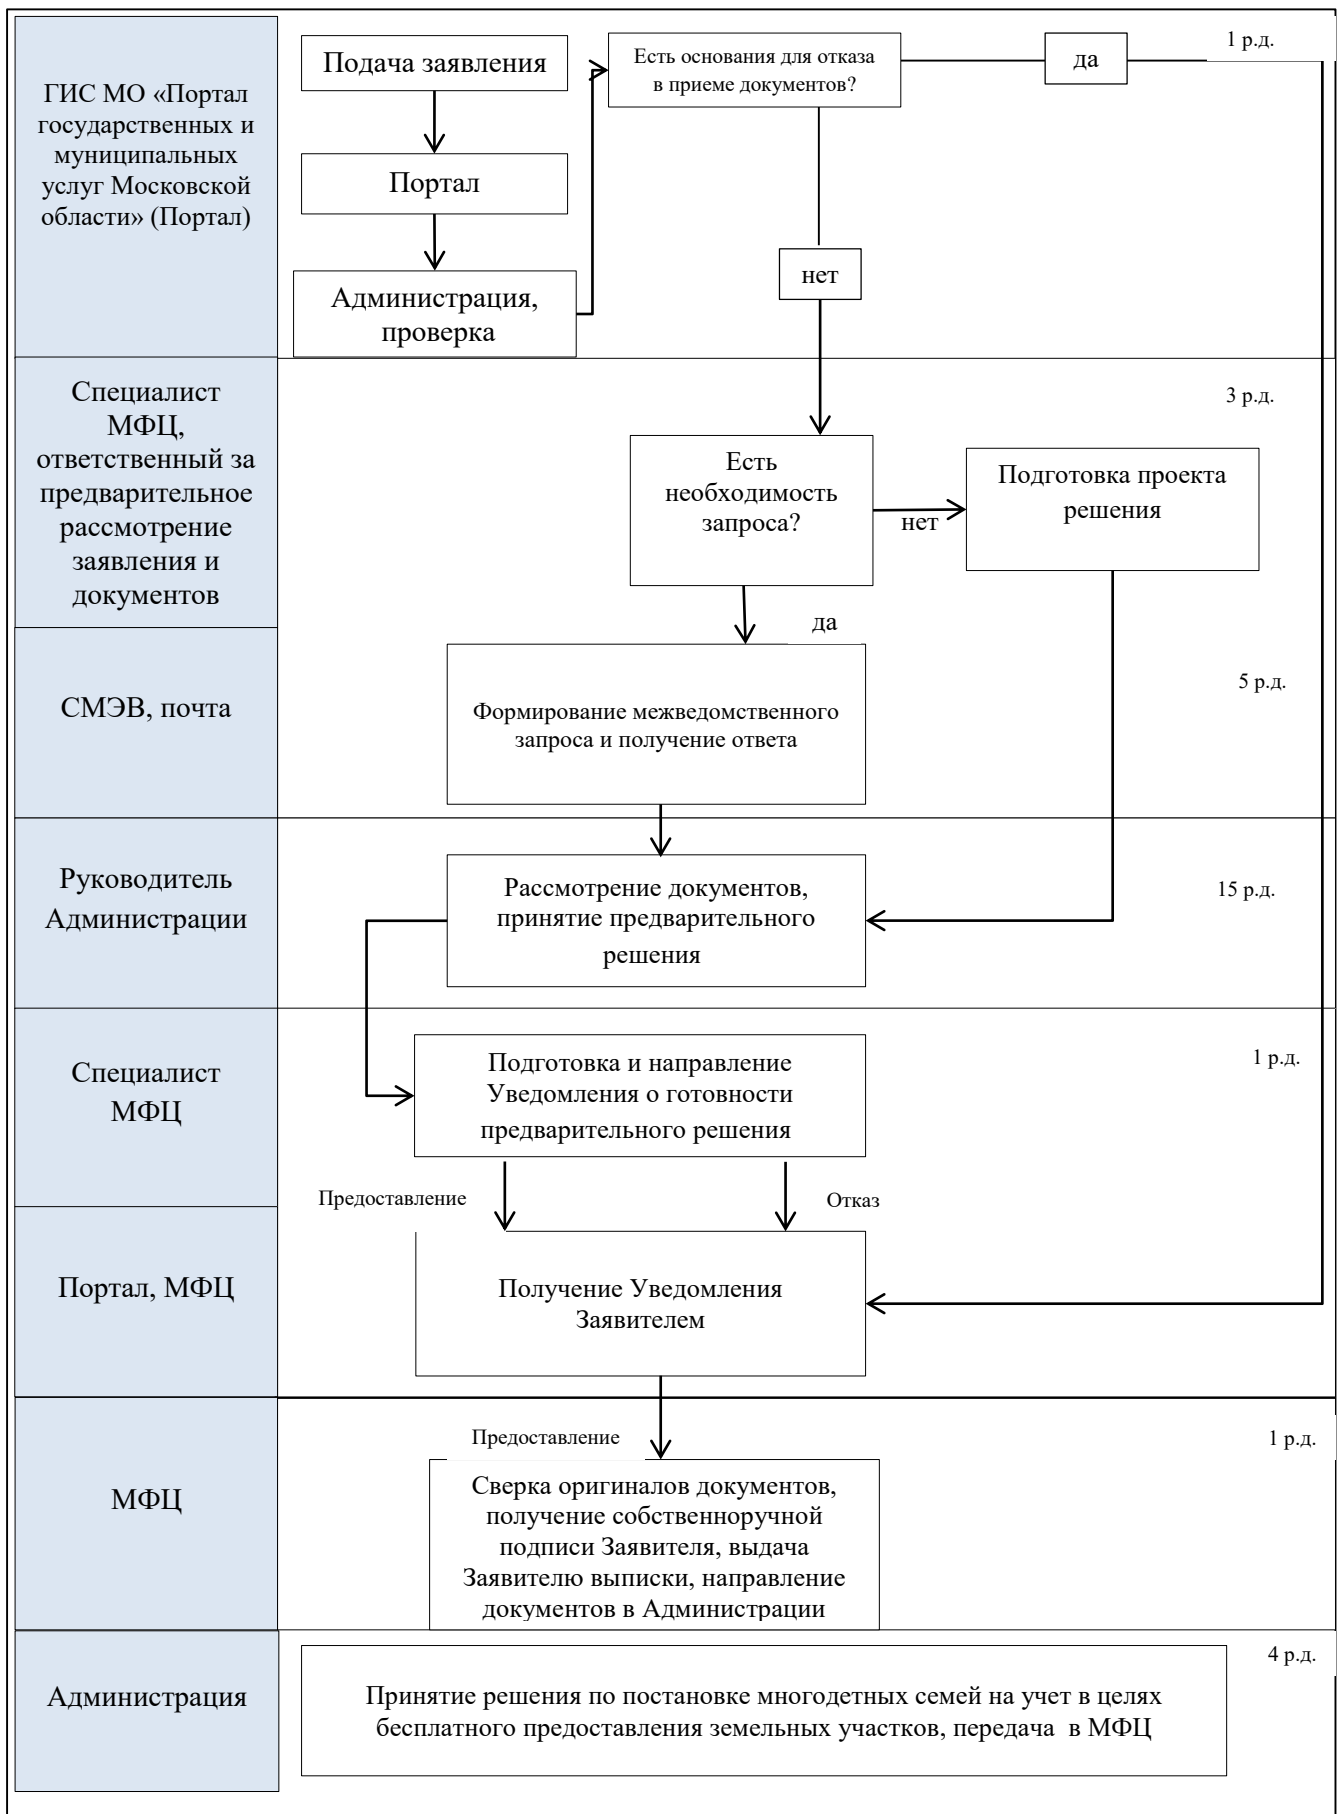 ГИС МО «Портал
государственных и
муниципальных
услуг Московской
области» (Портал)
Подача заявления
Портал
Администрация,
проверка
Есть основания для отказа
в приеме документов?
да
1 р.д.
нет
Специалист
МФЦ,
ответственный за
предварительное
рассмотрение
заявления и
документов
3 р.д.
Есть
необходимость
запроса?
нет
Подготовка проекта
решения
да
СМЭВ, почта
5 р.д.
Формирование межведомственного
запроса и получение ответа
Руководитель
Администрации
Рассмотрение документов,
принятие предварительного
решения
15 р.д.
Специалист
МФЦ
Подготовка и направление
Уведомления о готовности
предварительного решения
1 р.д.
Предоставление
Отказ
Портал, МФЦ
Получение Уведомления
Заявителем
МФЦ
Предоставление
1 р.д.
Сверка оригиналов документов,
получение собственноручной
подписи Заявителя, выдача
Заявителю выписки, направление
документов в Администрации
Администрация
4 р.д.
Принятие решения по постановке многодетных семей на учет в целях
бесплатного предоставления земельных участков, передача в МФЦ